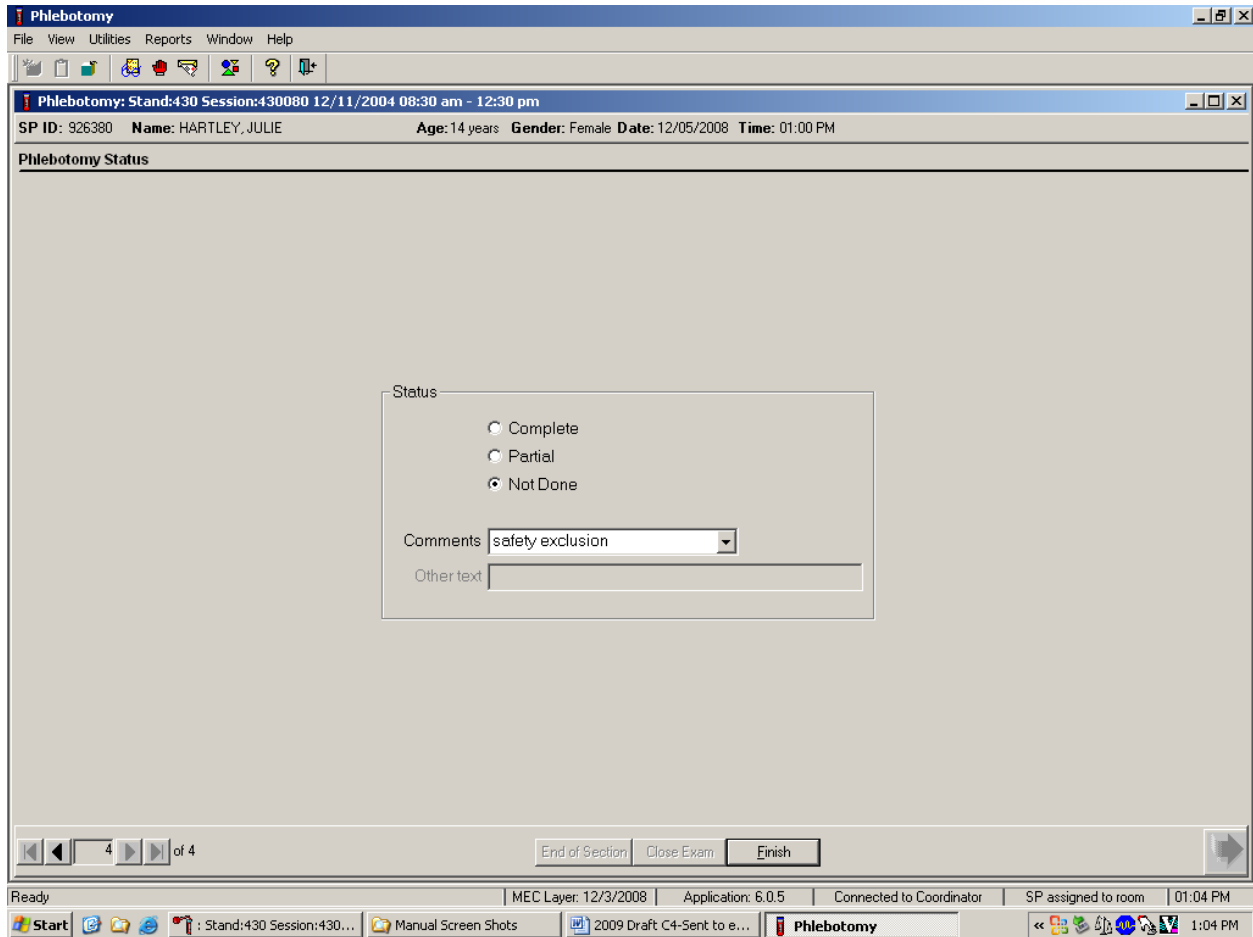 Phlebotomy
File View Utilities Reports Window Help
Phlebotomy: Stand:430 Session:430080 12/11/2004 08:30 am - 12:30 pm
SP ID: 926380 Name: HARTLEY, JULIE Age: 14 years Gender: Female Date: 12/05/2008 Time: 01:00 PM
Phlebotomy Status
Status
Complete
Partial
Not Done
Comments safety exclusion
Other text
4 of 4 End of Section Close Exam Finish
Ready MEC Layer: 12/3/2008 Application: 6.0.5 Connected to Coordinator SP assigned to room 01:04 PM
Start : Stand:430 Session:430... Manual Screen Shots 2009 Draft C4-Sent to e... Phlebotomy « 1:04 PM